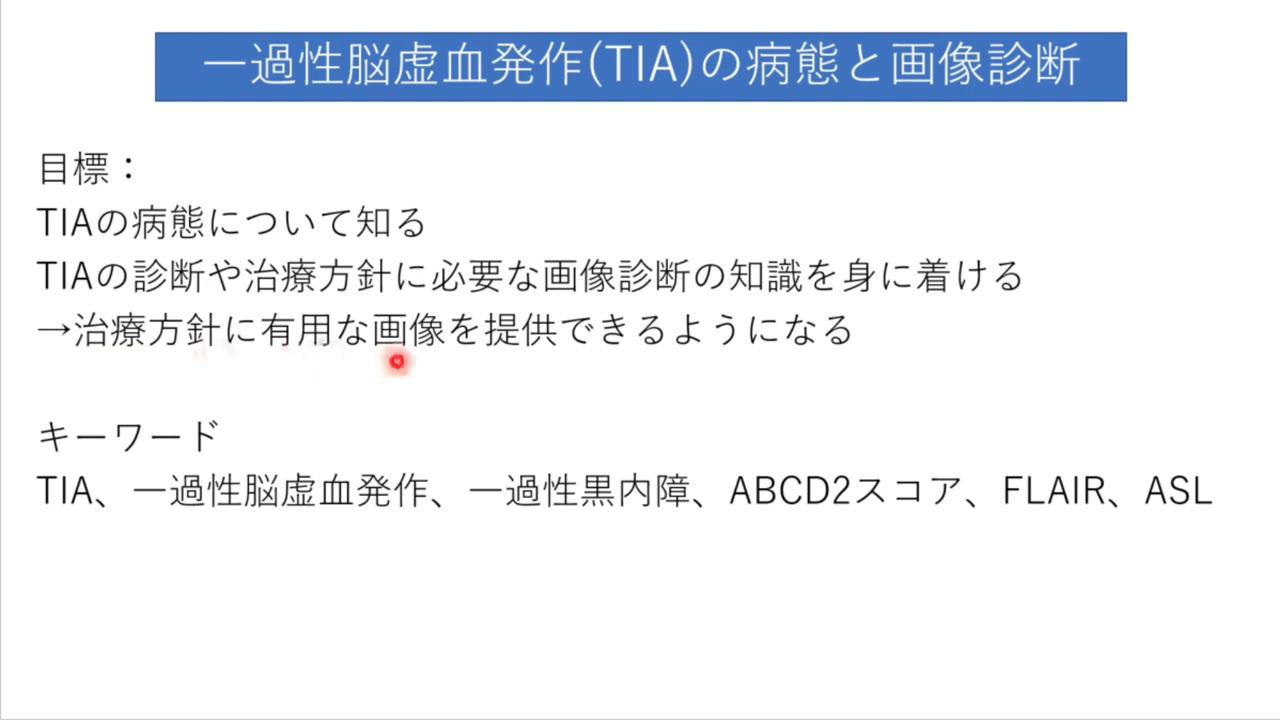 一過性脳虚血発作(TIA)の病態と画像診断
目標：
TIAの病態について知る
TIAの診断や治療方針に必要な画像診断の知識を身に着ける
→治療方針に有用な画像を提供できるようになる
キーワード
TIA、一過性脳虚血発作、一過性黒内障、ABCD2スコア、FLAIR、ASL